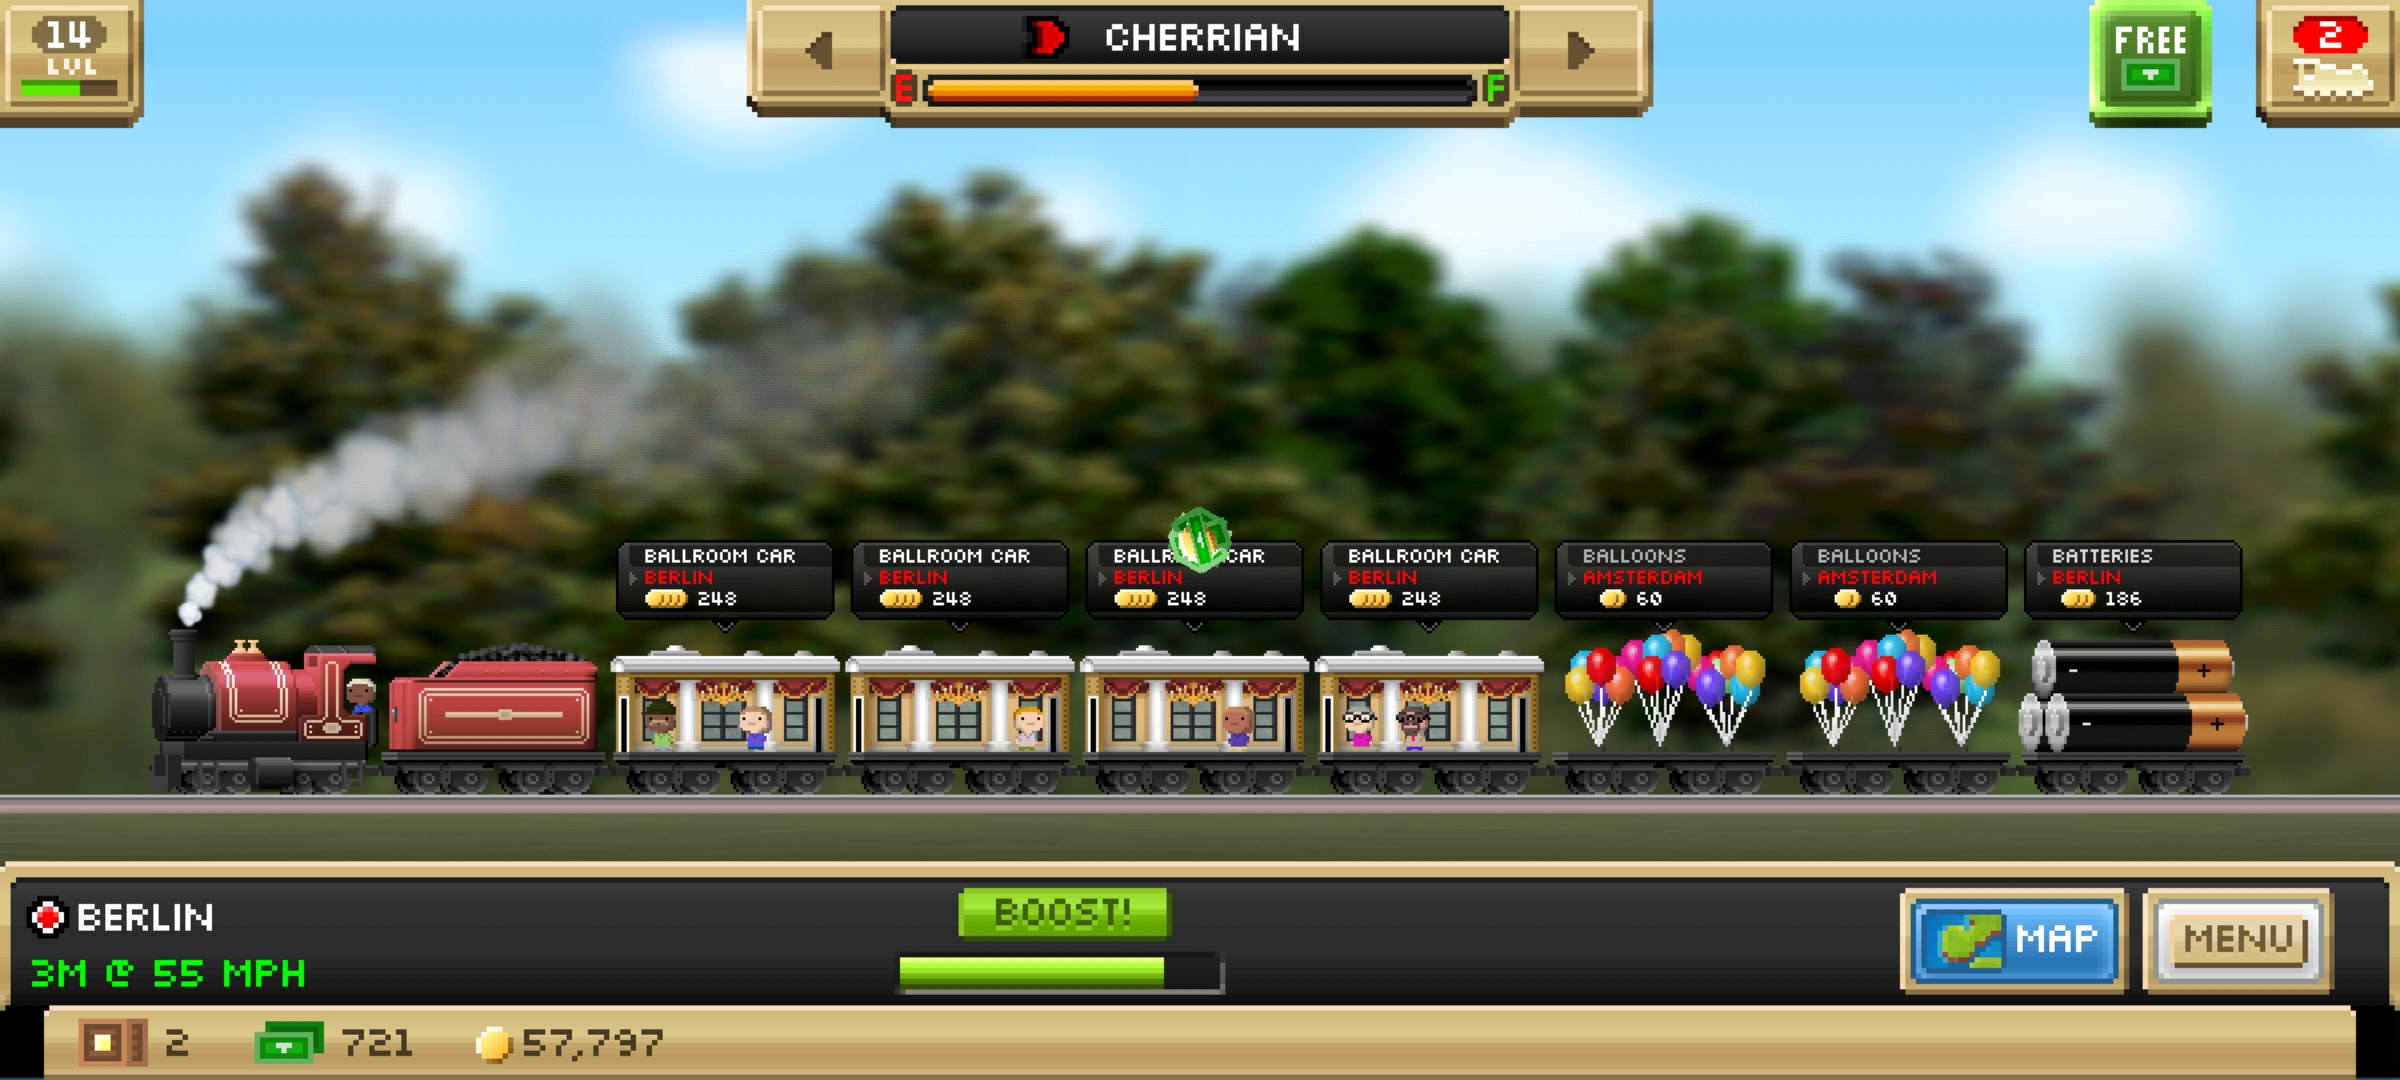 14
LVL
CHERRIAN
E F
FREE
2
BALLROOM CAR
BERLIN
248
BALLROOM CAR
BERLIN
248
BALLROOM CAR
BERLIN
248
BALLROOM CAR
BERLIN
248
BALLOONS
AMSTERDAM
60
BALLOONS
AMSTERDAM
60
BATTERIES
BERLIN
186
- +
- +
BERLIN
3M @ 55 MPH
BOOST!
MAP
MENU
2
721
57,797